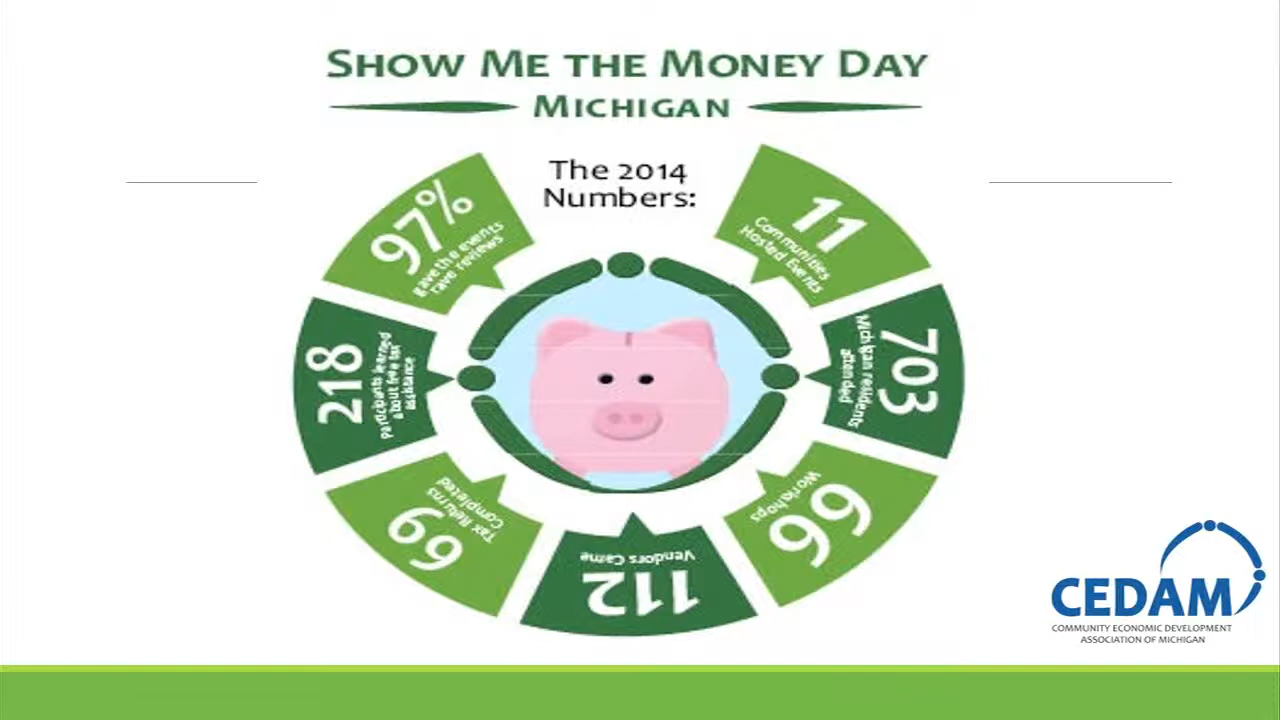 SHOW ME THE MONEY DAY
MICHIGAN
The 2014
Numbers:
11
Communities
Hosted Events
703
Michigan residents
attended
66
Workshops
112
Vendors Came
69
Tax Returns
Completed
218
Participants learned
about free tax
assistance
97%
gave the events
rave reviews
CEDAM
COMMUNITY ECONOMIC DEVELOPMENT
ASSOCIATION OF MICHIGAN